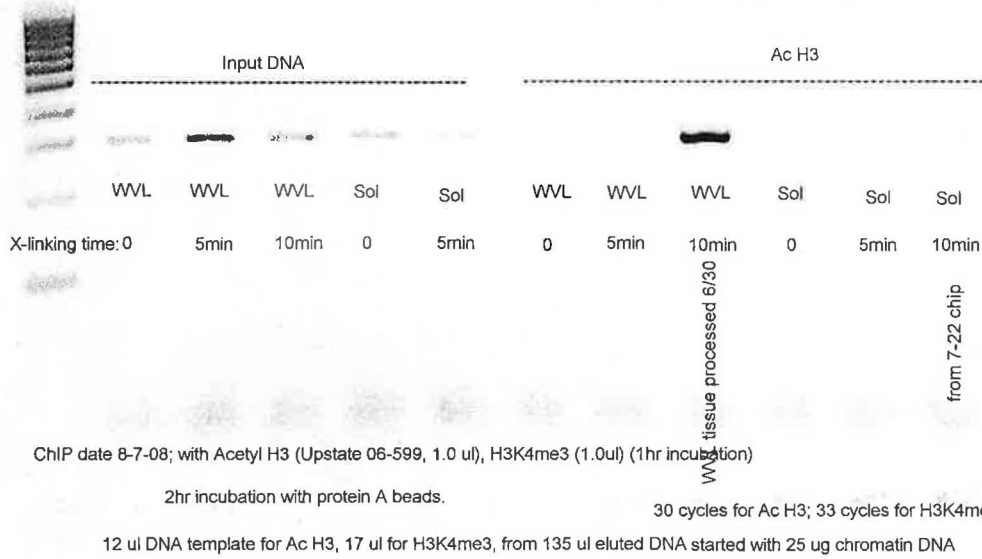 Input DNA
Ac H3
WVL WVL WVL Sol Sol WVL WVL WVL Sol Sol Sol
X-linking time: 0 5min 10min 0 5min 0 5min 10min 0 5min 10min
WVL tissue processed 6/30
from 7-22 chip
ChIP date 8-7-08; with Acetyl H3 (Upstate 06-599, 1.0 ul), H3K4me3 (1.0ul) (1hr incubation)
2hr incubation with protein A beads.
30 cycles for Ac H3; 33 cycles for H3K4me
12 ul DNA template for Ac H3, 17 ul for H3K4me3, from 135 ul eluted DNA started with 25 ug chromatin DNA